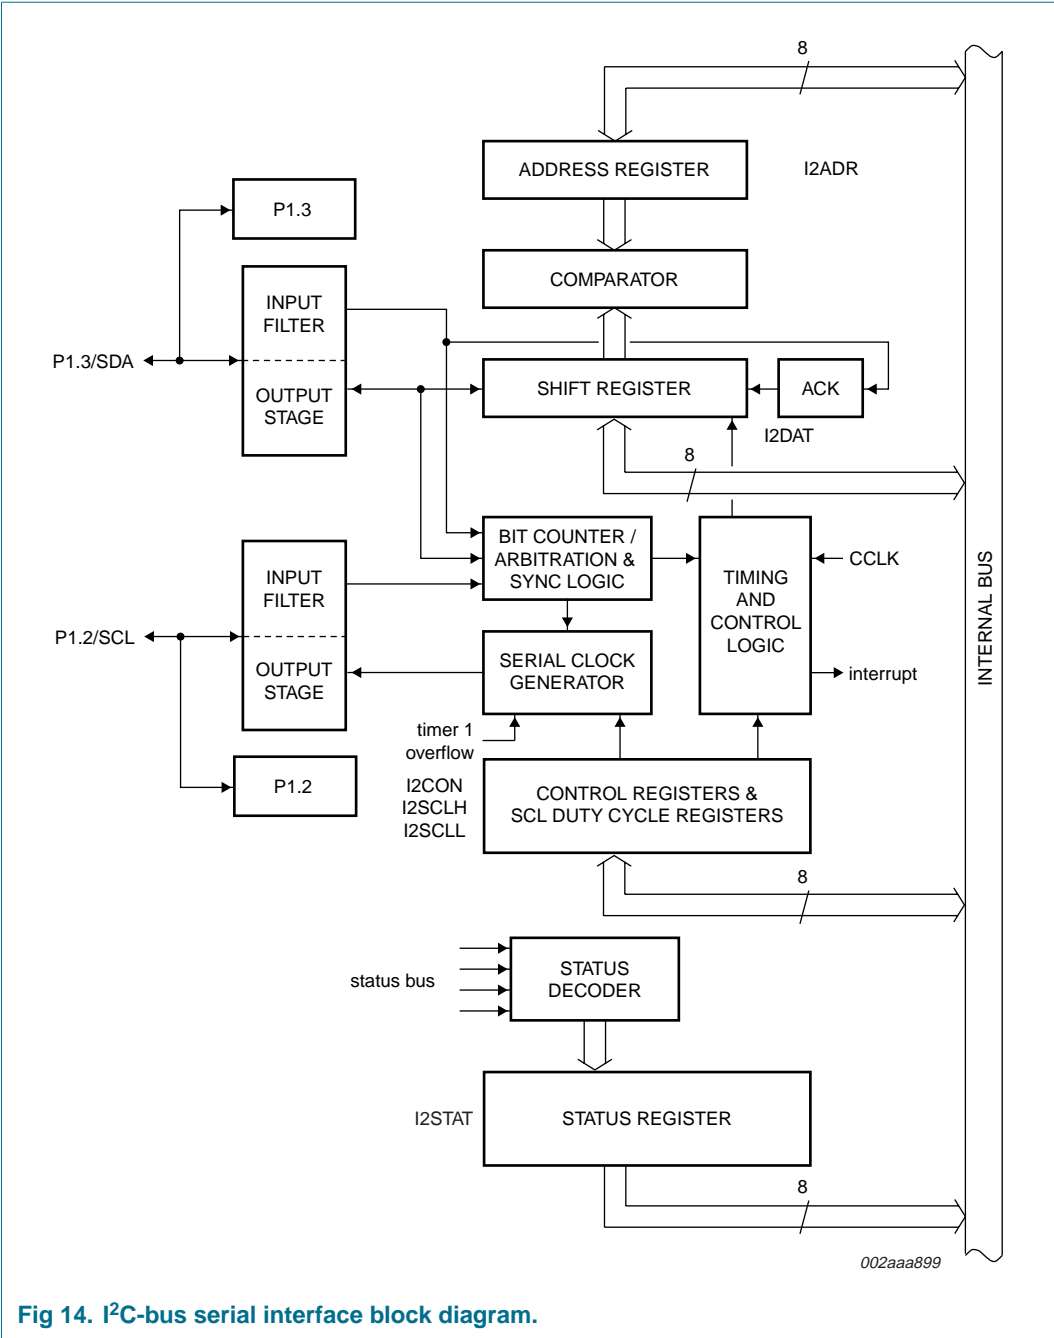 8
ADDRESS REGISTER
I2ADR
P1.3
COMPARATOR
INPUT
FILTER
P1.3/SDA
OUTPUT
STAGE
SHIFT REGISTER
ACK
I2DAT
8
BIT COUNTER /
ARBITRATION &
SYNC LOGIC
INPUT
FILTER
TIMING
AND
CONTROL
LOGIC
CCLK
INTERNAL BUS
P1.2/SCL
OUTPUT
STAGE
SERIAL CLOCK
GENERATOR
interrupt
timer 1
overflow
P1.2
I2CON
I2SCLH
I2SCLL
CONTROL REGISTERS &
SCL DUTY CYCLE REGISTERS
8
status bus
STATUS
DECODER
I2STAT
STATUS REGISTER
8
002aaa899
Fig 14. I²C-bus serial interface block diagram.